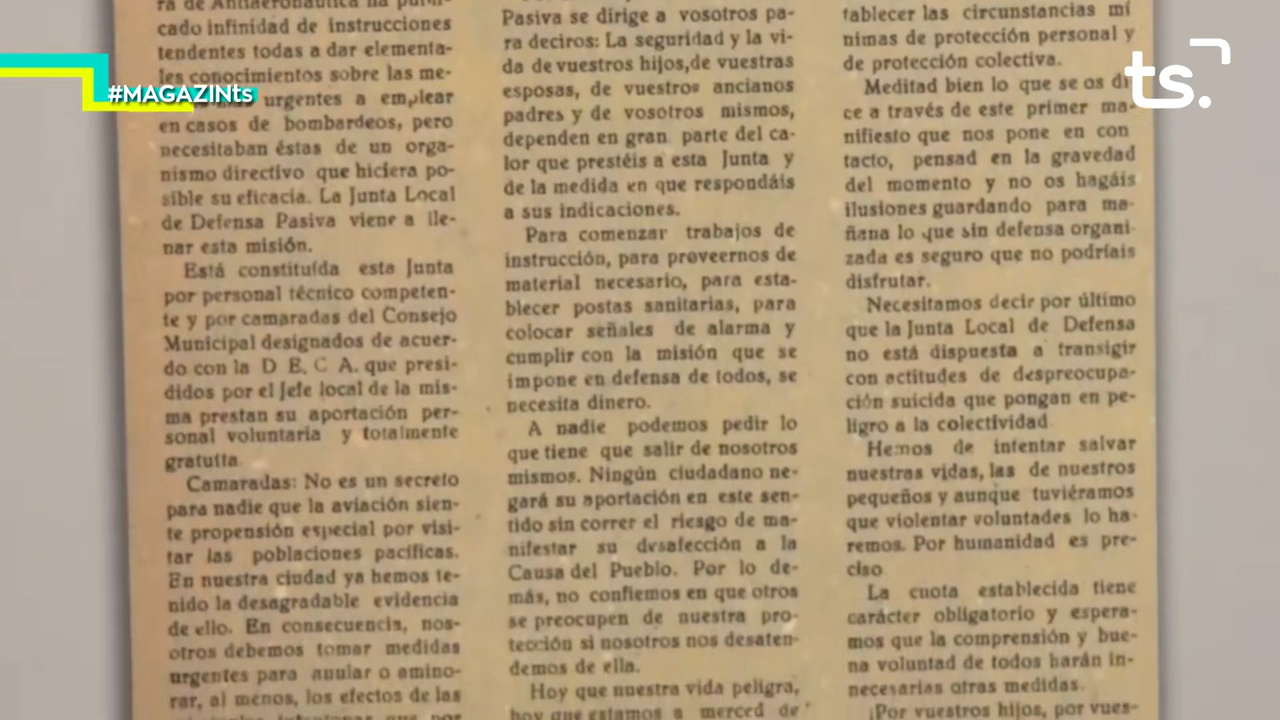 ra de Antiaeronáutica ha publi-
cado infinidad de instrucciones
tendentes todas a dar elementa-
les conocimientos sobre las me-
urgentes a emplear
en casos de bombardeos, pero
necesitaban éstas de un orga-
nismo directivo que hiciera po-
sible su eficacia. La Junta Local
de Defensa Pasiva viene a lle-
nar esta misión.
Está constituída esta Junta
por personal técnico competen-
te y por camaradas del Consejo
Municipal designados de acuer-
do con la D E. C A. que presi-
didos por el Jefe local de la mis-
ma prestan su aportación per-
sonal voluntaria y totalmente
gratuita
Camaradas: No es un secreto
para nadie que la aviación sien-
te propensión especial por visi-
tar las poblaciones pacíficas.
En nuestra ciudad ya hemos te-
nido la desagradable evidencia
de ello. En consecuencia, nos-
otros debemos tomar medidas
urgentes para anular o amino-
rar, al menos, los efectos de las
que por
Pasiva se dirige a vosotros pa-
ra deciros: La seguridad y la vi-
da de vuestros hijos,de vuestras
esposas, de vuestros ancianos
padres y de vosotros mismos,
dependen en gran parte del ca-
lor que prestéis a esta Junta y
de la medida en que respondáis
a sus indicaciones.
Para comenzar trabajos de
instrucción, para proveernos de
material necesario, para esta-
blecer postas sanitarias, para
colocar señales de alarma y
cumplir con la misión que se
impone en defensa de todos, se
necesita dinero.
A nadie podemos pedir lo
que tiene que salir de nosotros
mismos. Ningún ciudadano ne-
gará su aportación en este sen-
tido sin correr el riesgo de ma-
nifestar su desafección a la
Causa del Pueblo. Por lo de-
más, no confiemos en que otros
se preocupen de nuestra pro-
tección si nosotros nos desaten-
demos de ella.
Hoy que nuestra vida peligra,
hoy que estamos a merced de
tablecer las circunstancias mí
nimas de protección personal y
de protección colectiva.
Meditad bien lo que se os di
ce a través de este primer ma-
nifiesto que nos pone en con
tacto, pensad en la gravedad
del momento y no os hagáis
ilusiones guardando para ma-
ñana lo que sin defensa organi-
zada es seguro que no podríais
disfrutar.
Necesitamos decir por último
que la Junta Local de Defensa
no está dispuesta a transigir
con actitudes de despreocupa-
ción suicida que pongan en pe-
ligro a la colectividad
Hemos de intentar salvar
nuestras vidas, las de nuestros
pequeños y aunque tuviéramos
que violentar voluntades lo ha-
remos. Por humanidad es pre-
ciso
La cuota establecida tiene
carácter obligatorio y espera-
mos que la comprensión y bue-
na voluntad de todos harán in-
necesarias otras medidas.
¡Por vuestros hijos, por vues-
#MAGAZINts
ts.